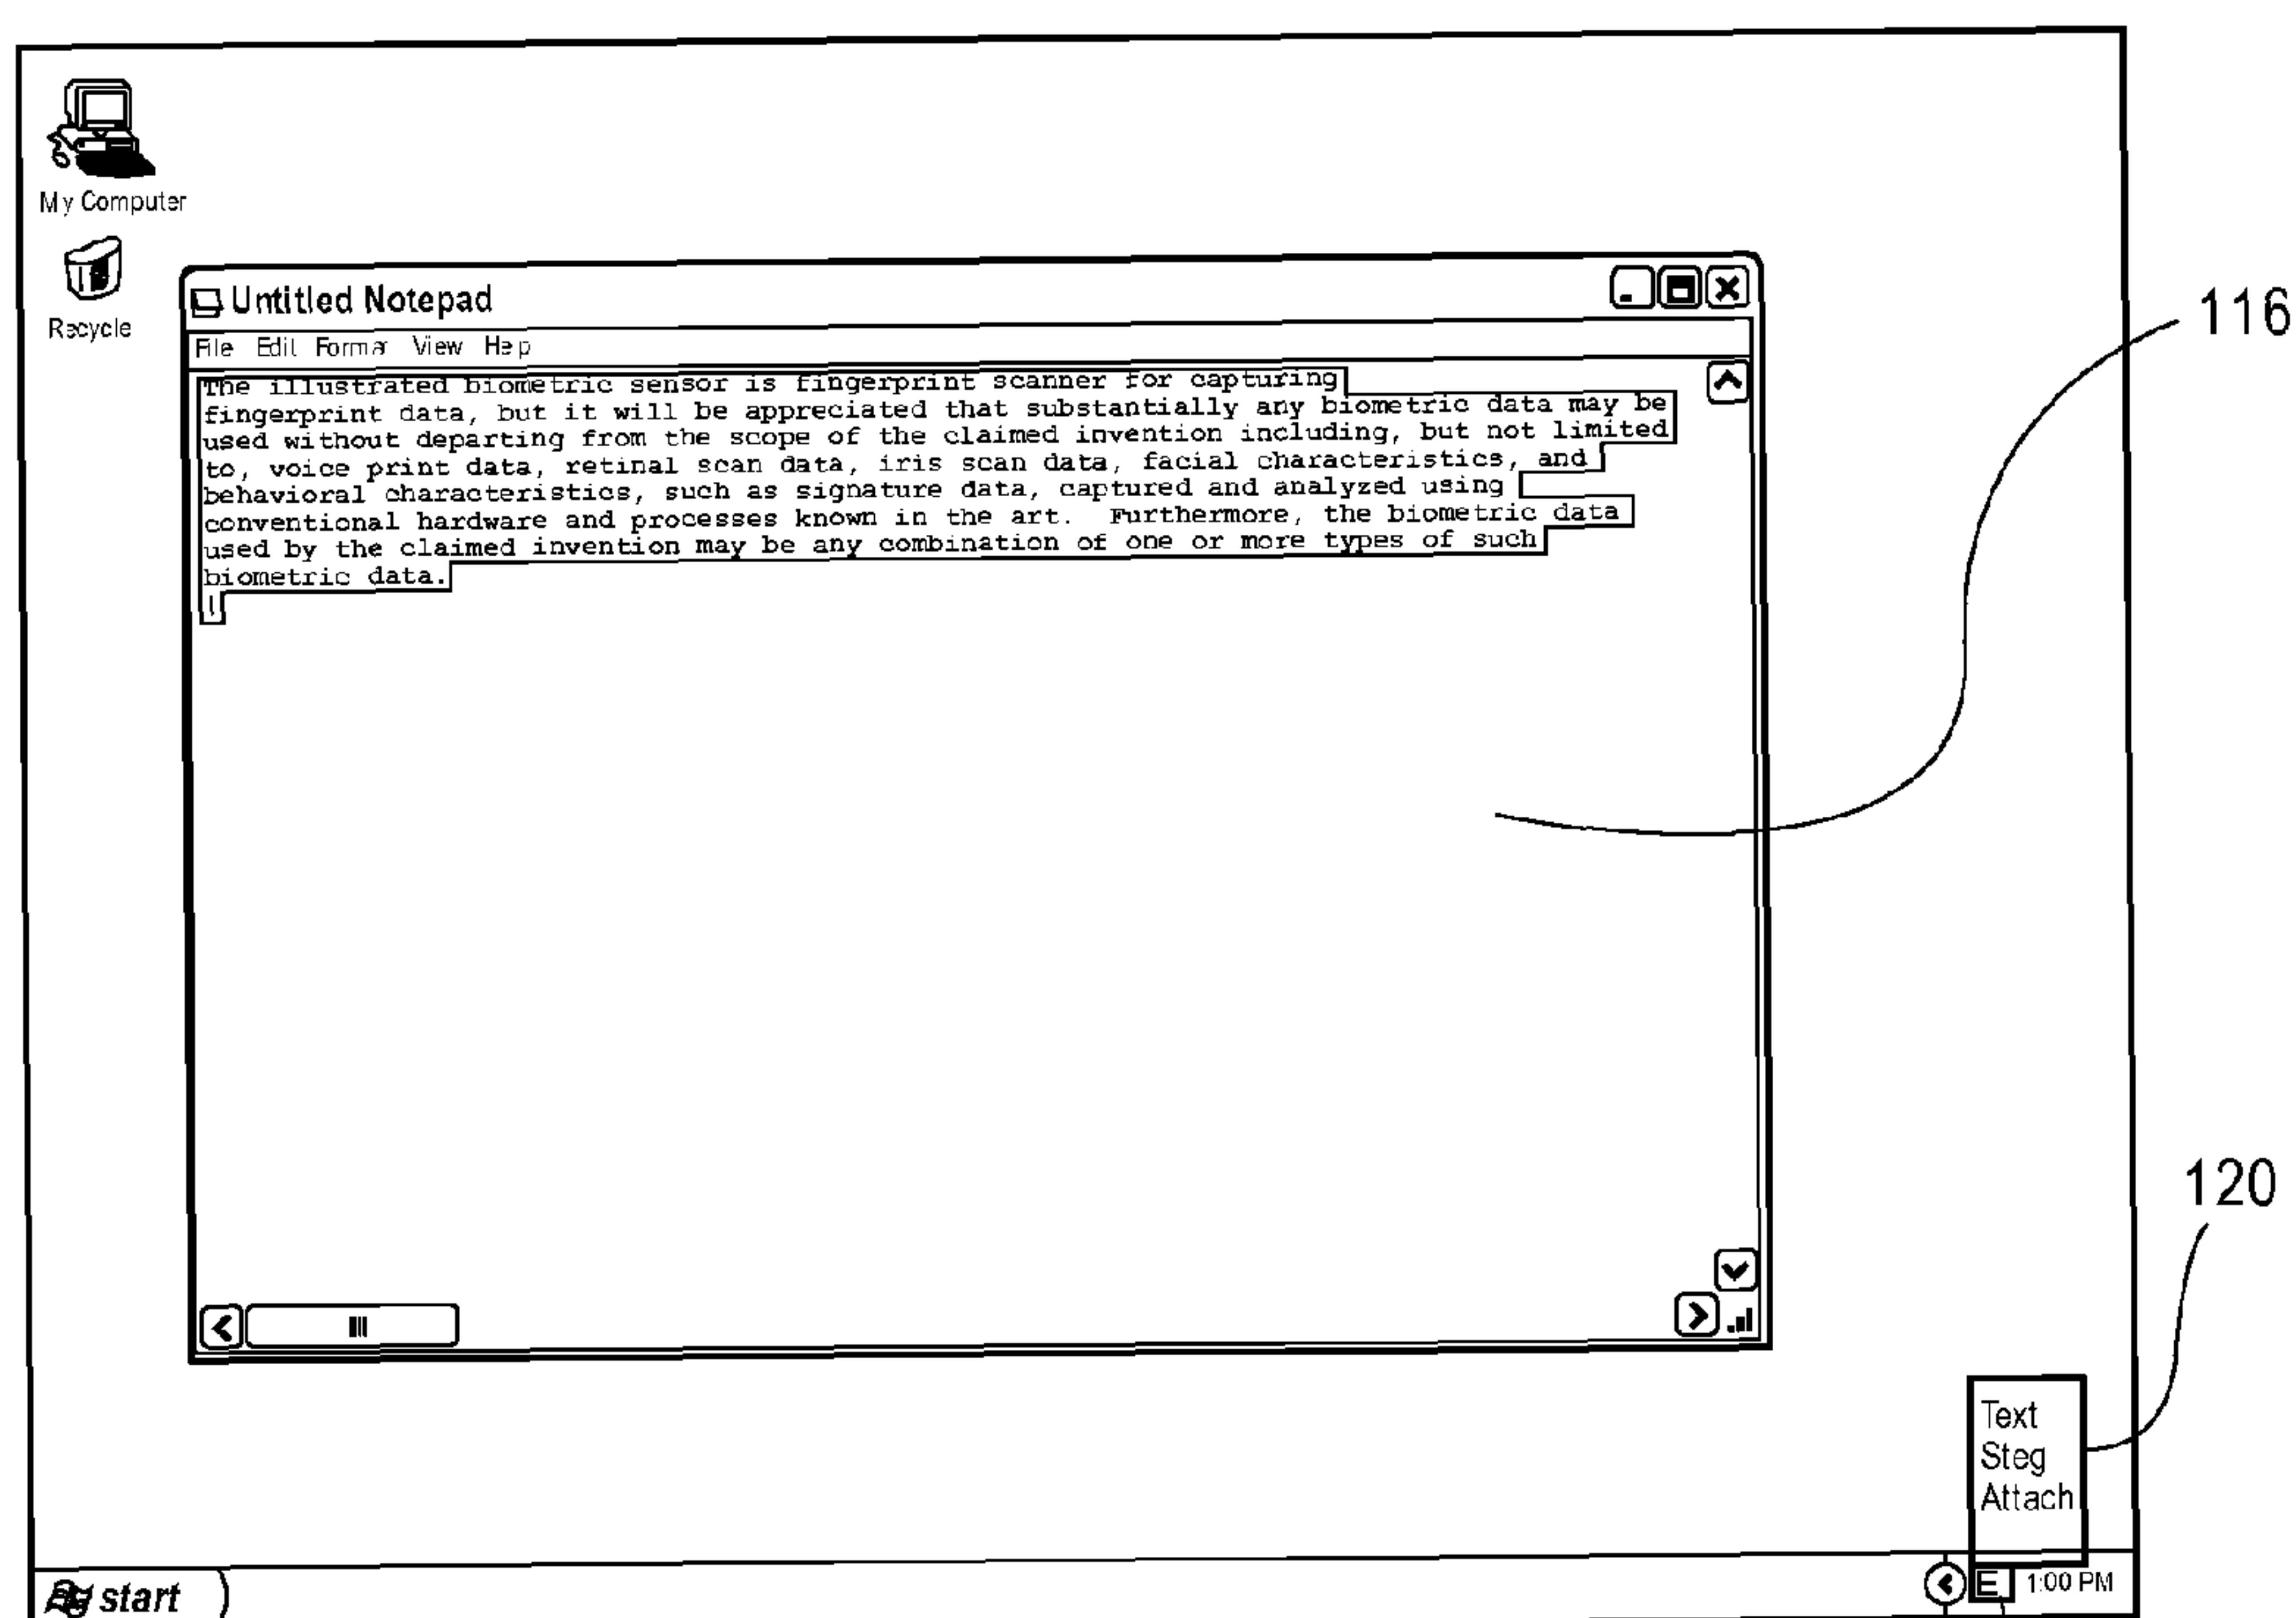 My Computer
Recycle
Untitled Notepad
File Edit Format View Help
The illustrated biometric sensor is fingerprint scanner for capturing
fingerprint data, but it will be appreciated that substantially any biometric data may be
used without departing from the scope of the claimed invention including, but not limited
to, voice print data, retinal scan data, iris scan data, facial characteristics, and
behavioral characteristics, such as signature data, captured and analyzed using
conventional hardware and processes known in the art.  Furthermore, the biometric data
used by the claimed invention may be any combination of one or more types of such
biometric data.
116
120
Text
Steg
Attach
start
E
1:00 PM